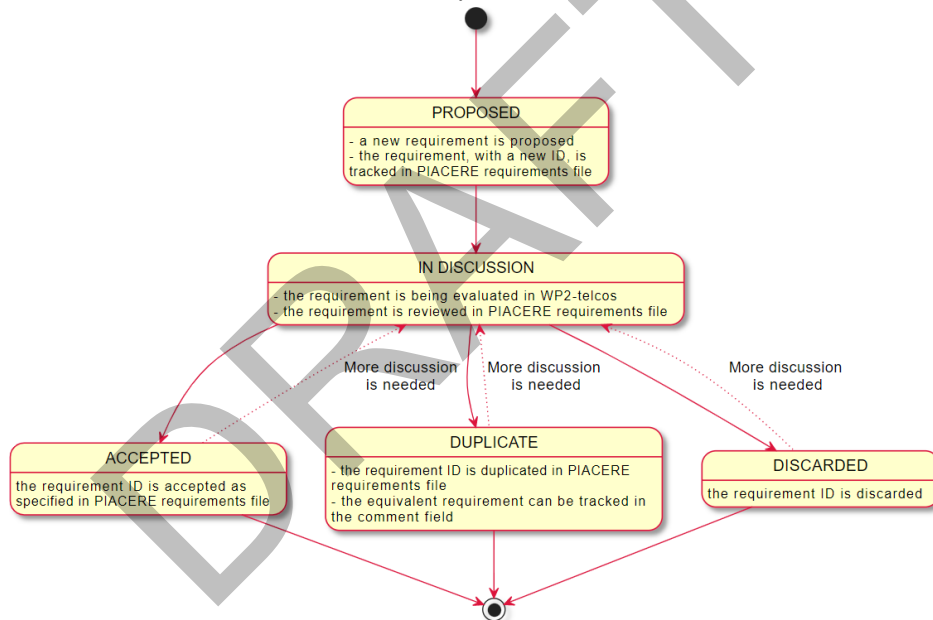 PROPOSED
- a new requirement is proposed
- the requirement, with a new ID, is
tracked in PIACERE requirements file
IN DISCUSSION
- the requirement is being evaluated in WP2-telcos
- the requirement is reviewed in PIACERE requirements file
More discussion
is needed
More discussion
is needed
More discussion
is needed
ACCEPTED
the requirement ID is accepted as
specified in PIACERE requirements file
DUPLICATE
- the requirement ID is duplicated in PIACERE
requirements file
- the equivalent requirement can be tracked in
the comment field
DISCARDED
the requirement ID is discarded
DRAFT